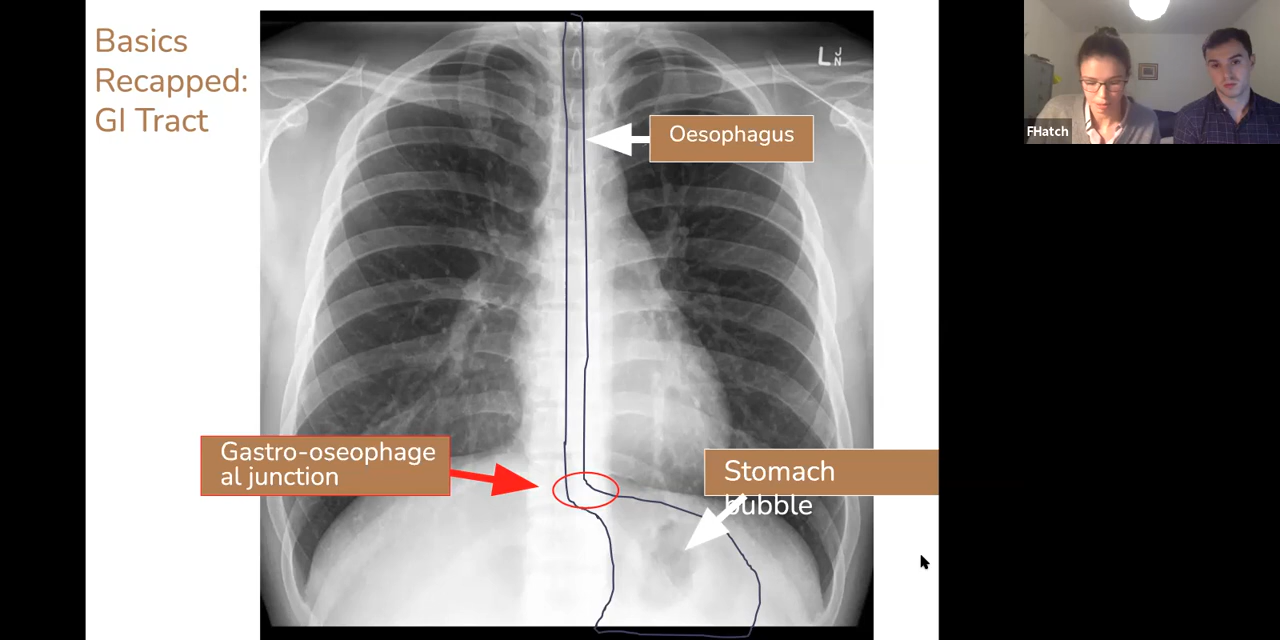 Basics
Recapped:
GI Tract
L
J
N
Oesophagus
Gastro-oseophage
al junction
Stomach
bubble
FHatch